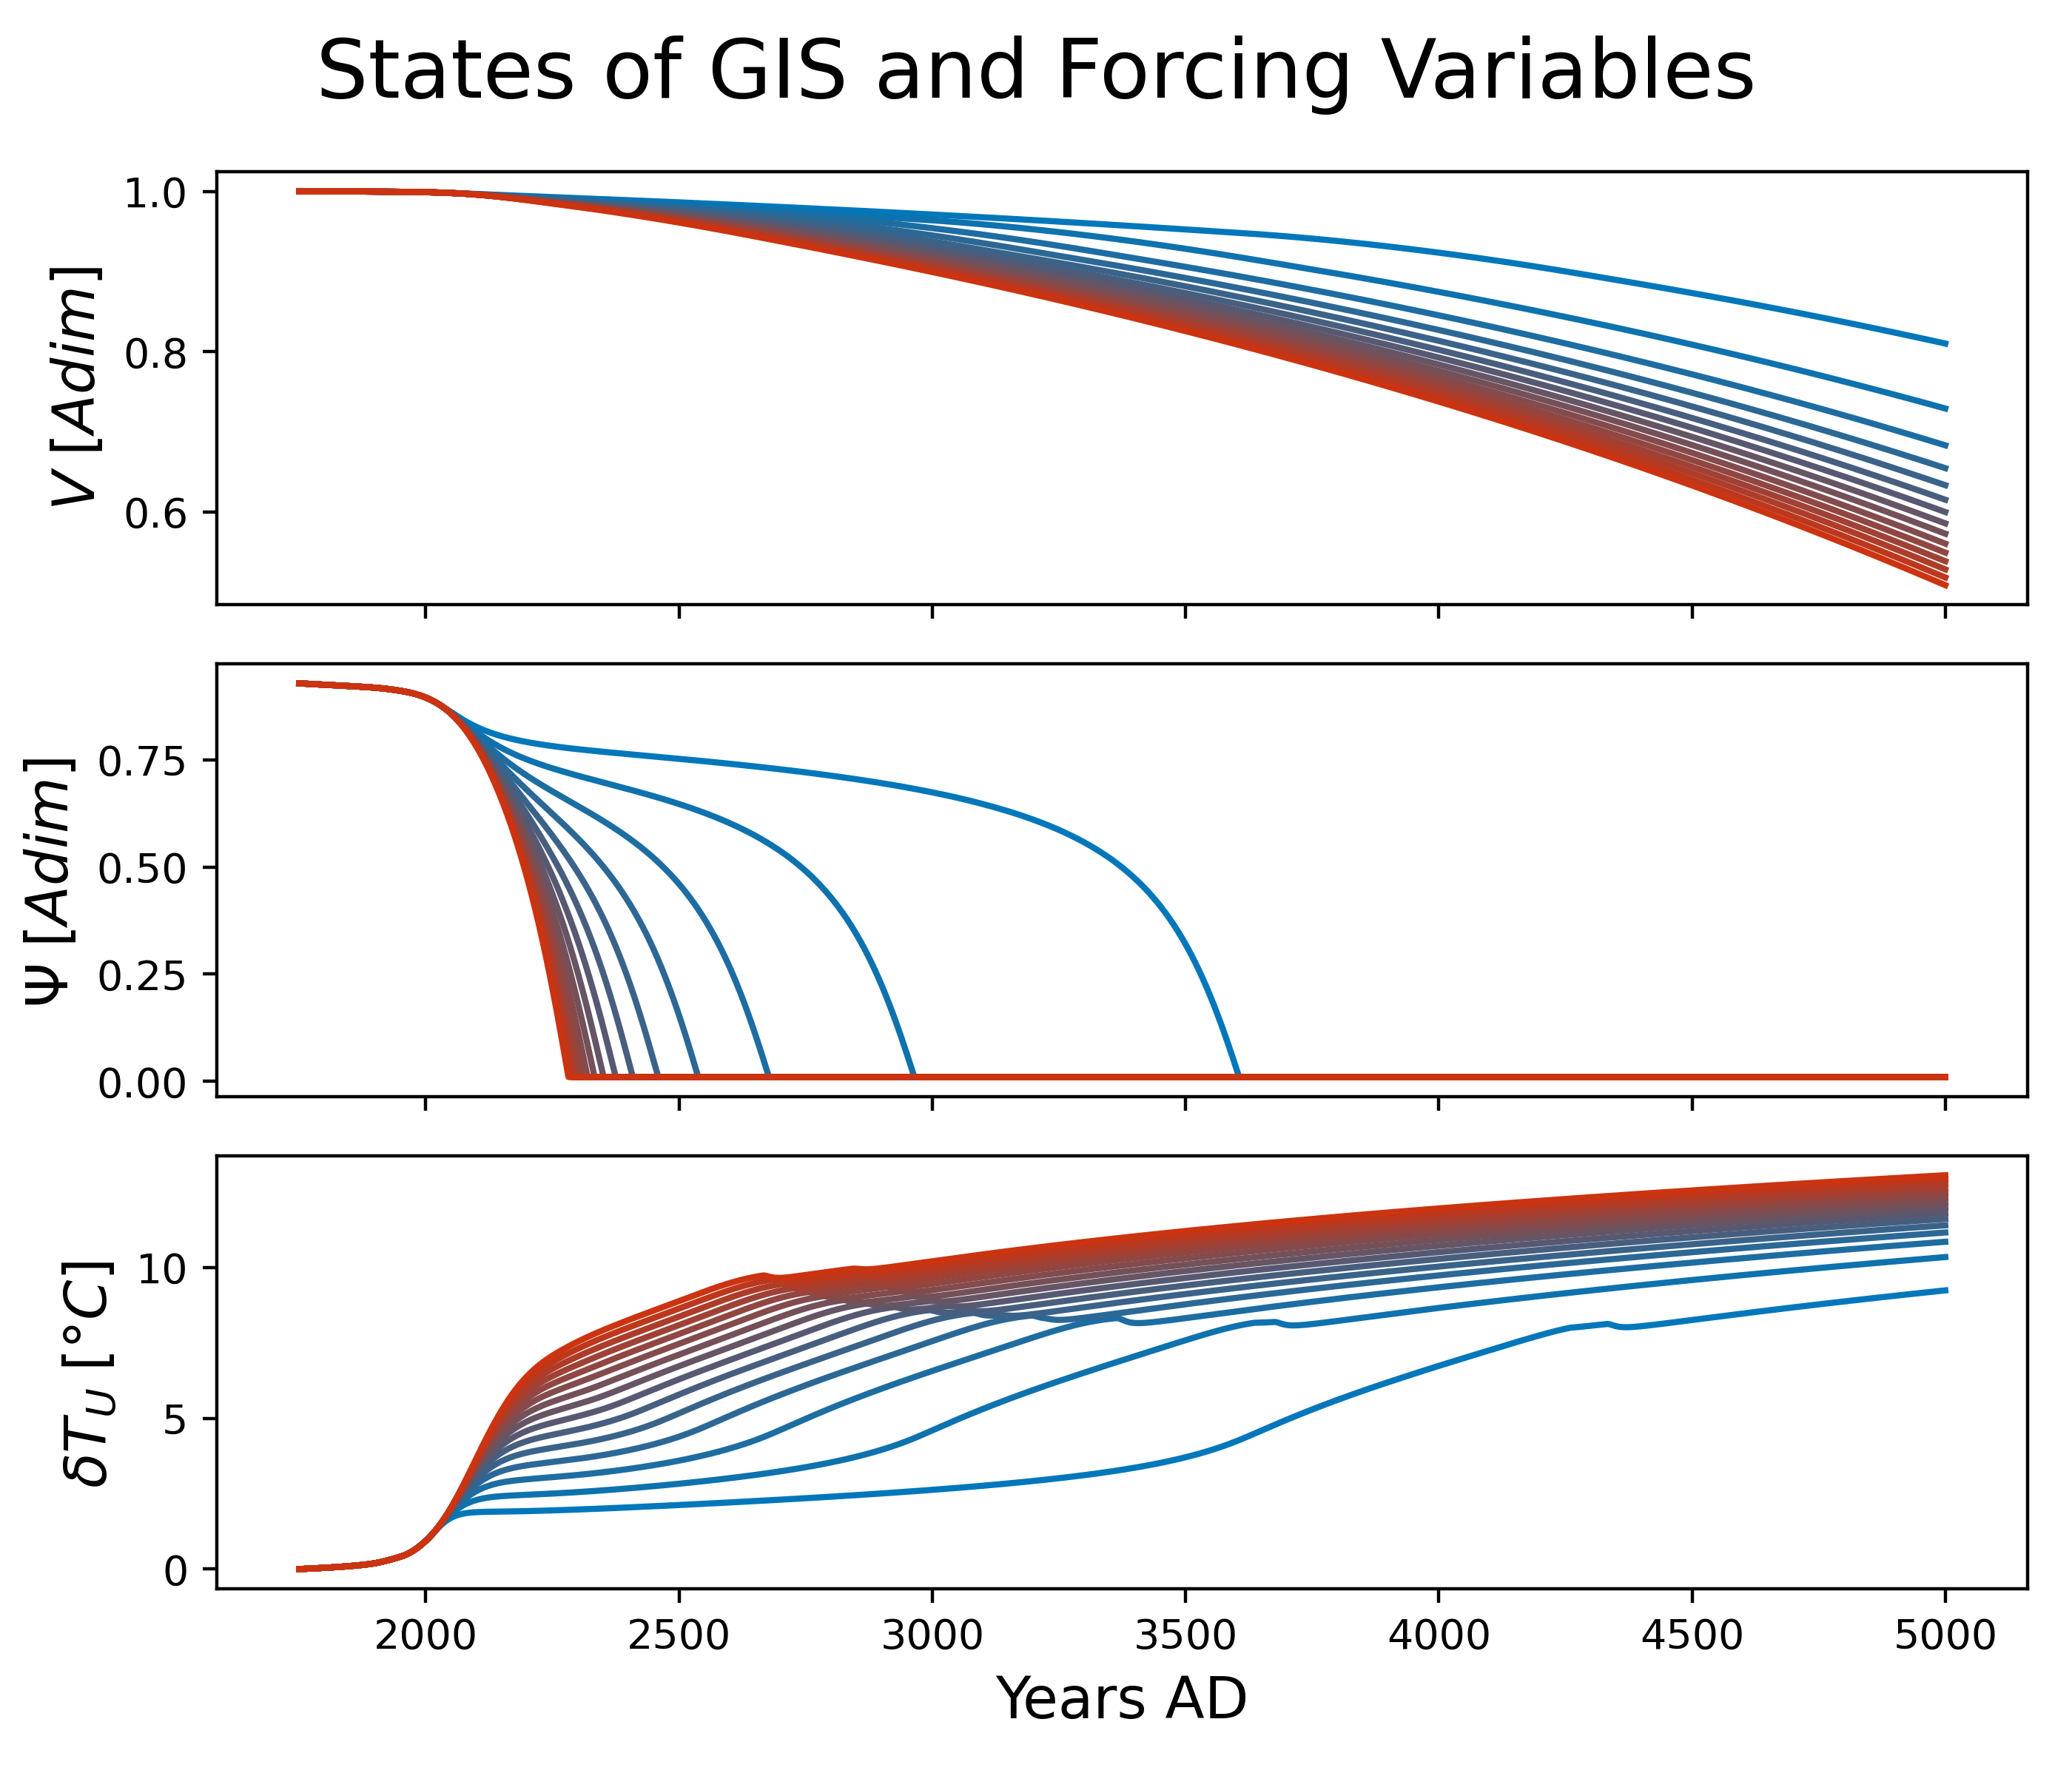 States of GIS and Forcing Variables
V [Adim]
1.0
0.8
0.6
Ψ [Adim]
0.75
0.50
0.25
0.00
δT_U [°C]
10
5
0
2000 2500 3000 3500 4000 4500 5000
Years AD